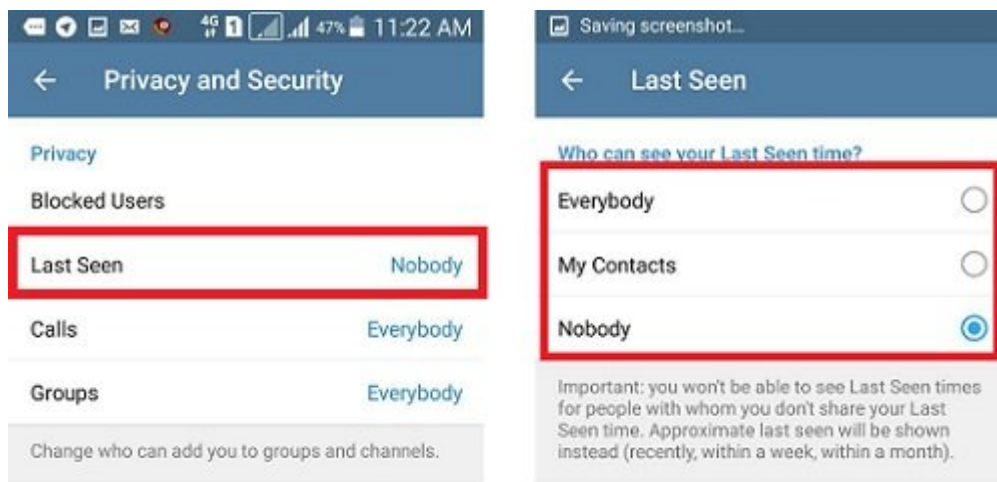 4G 1 47% 11:22 AM
Privacy and Security
Privacy
Blocked Users
Last Seen Nobody
Calls Everybody
Groups Everybody
Change who can add you to groups and channels.
Saving screenshot...
Last Seen
Who can see your Last Seen time?
Everybody
My Contacts
Nobody
Important: you won't be able to see Last Seen times
for people with whom you don't share your Last
Seen time. Approximate last seen will be shown
instead (recently, within a week, within a month).